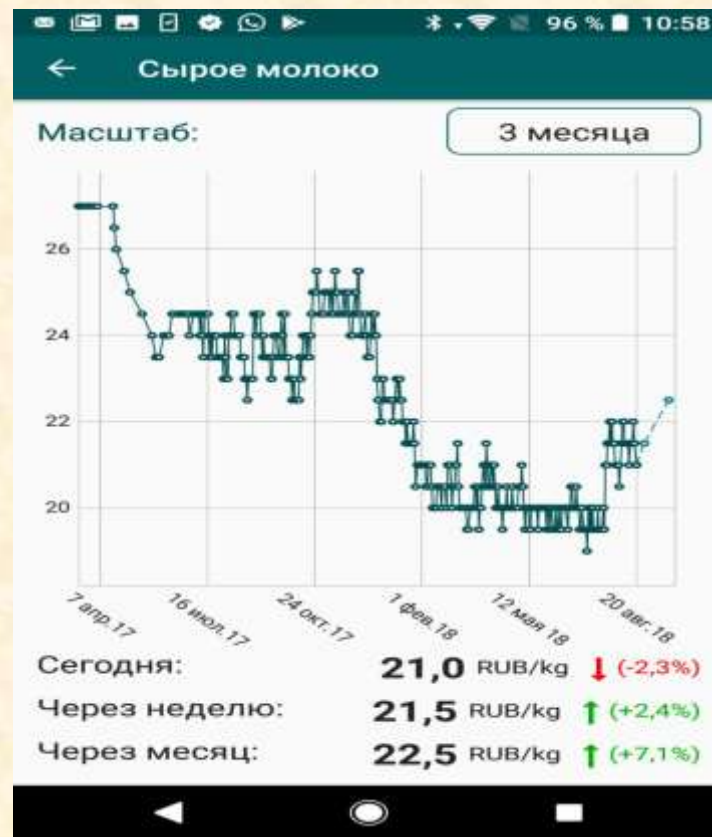 96 % 10:58
Сырое молоко
Масштаб: 3 месяца
26
24
22
20
7 апр.17 16 июл.17 24 окт.17 1 фев.18 12 мая 18 20 авг.18
Сегодня: 21,0 RUB/kg (-2,3%)
Через неделю: 21,5 RUB/kg (+2,4%)
Через месяц: 22,5 RUB/kg (+7,1%)